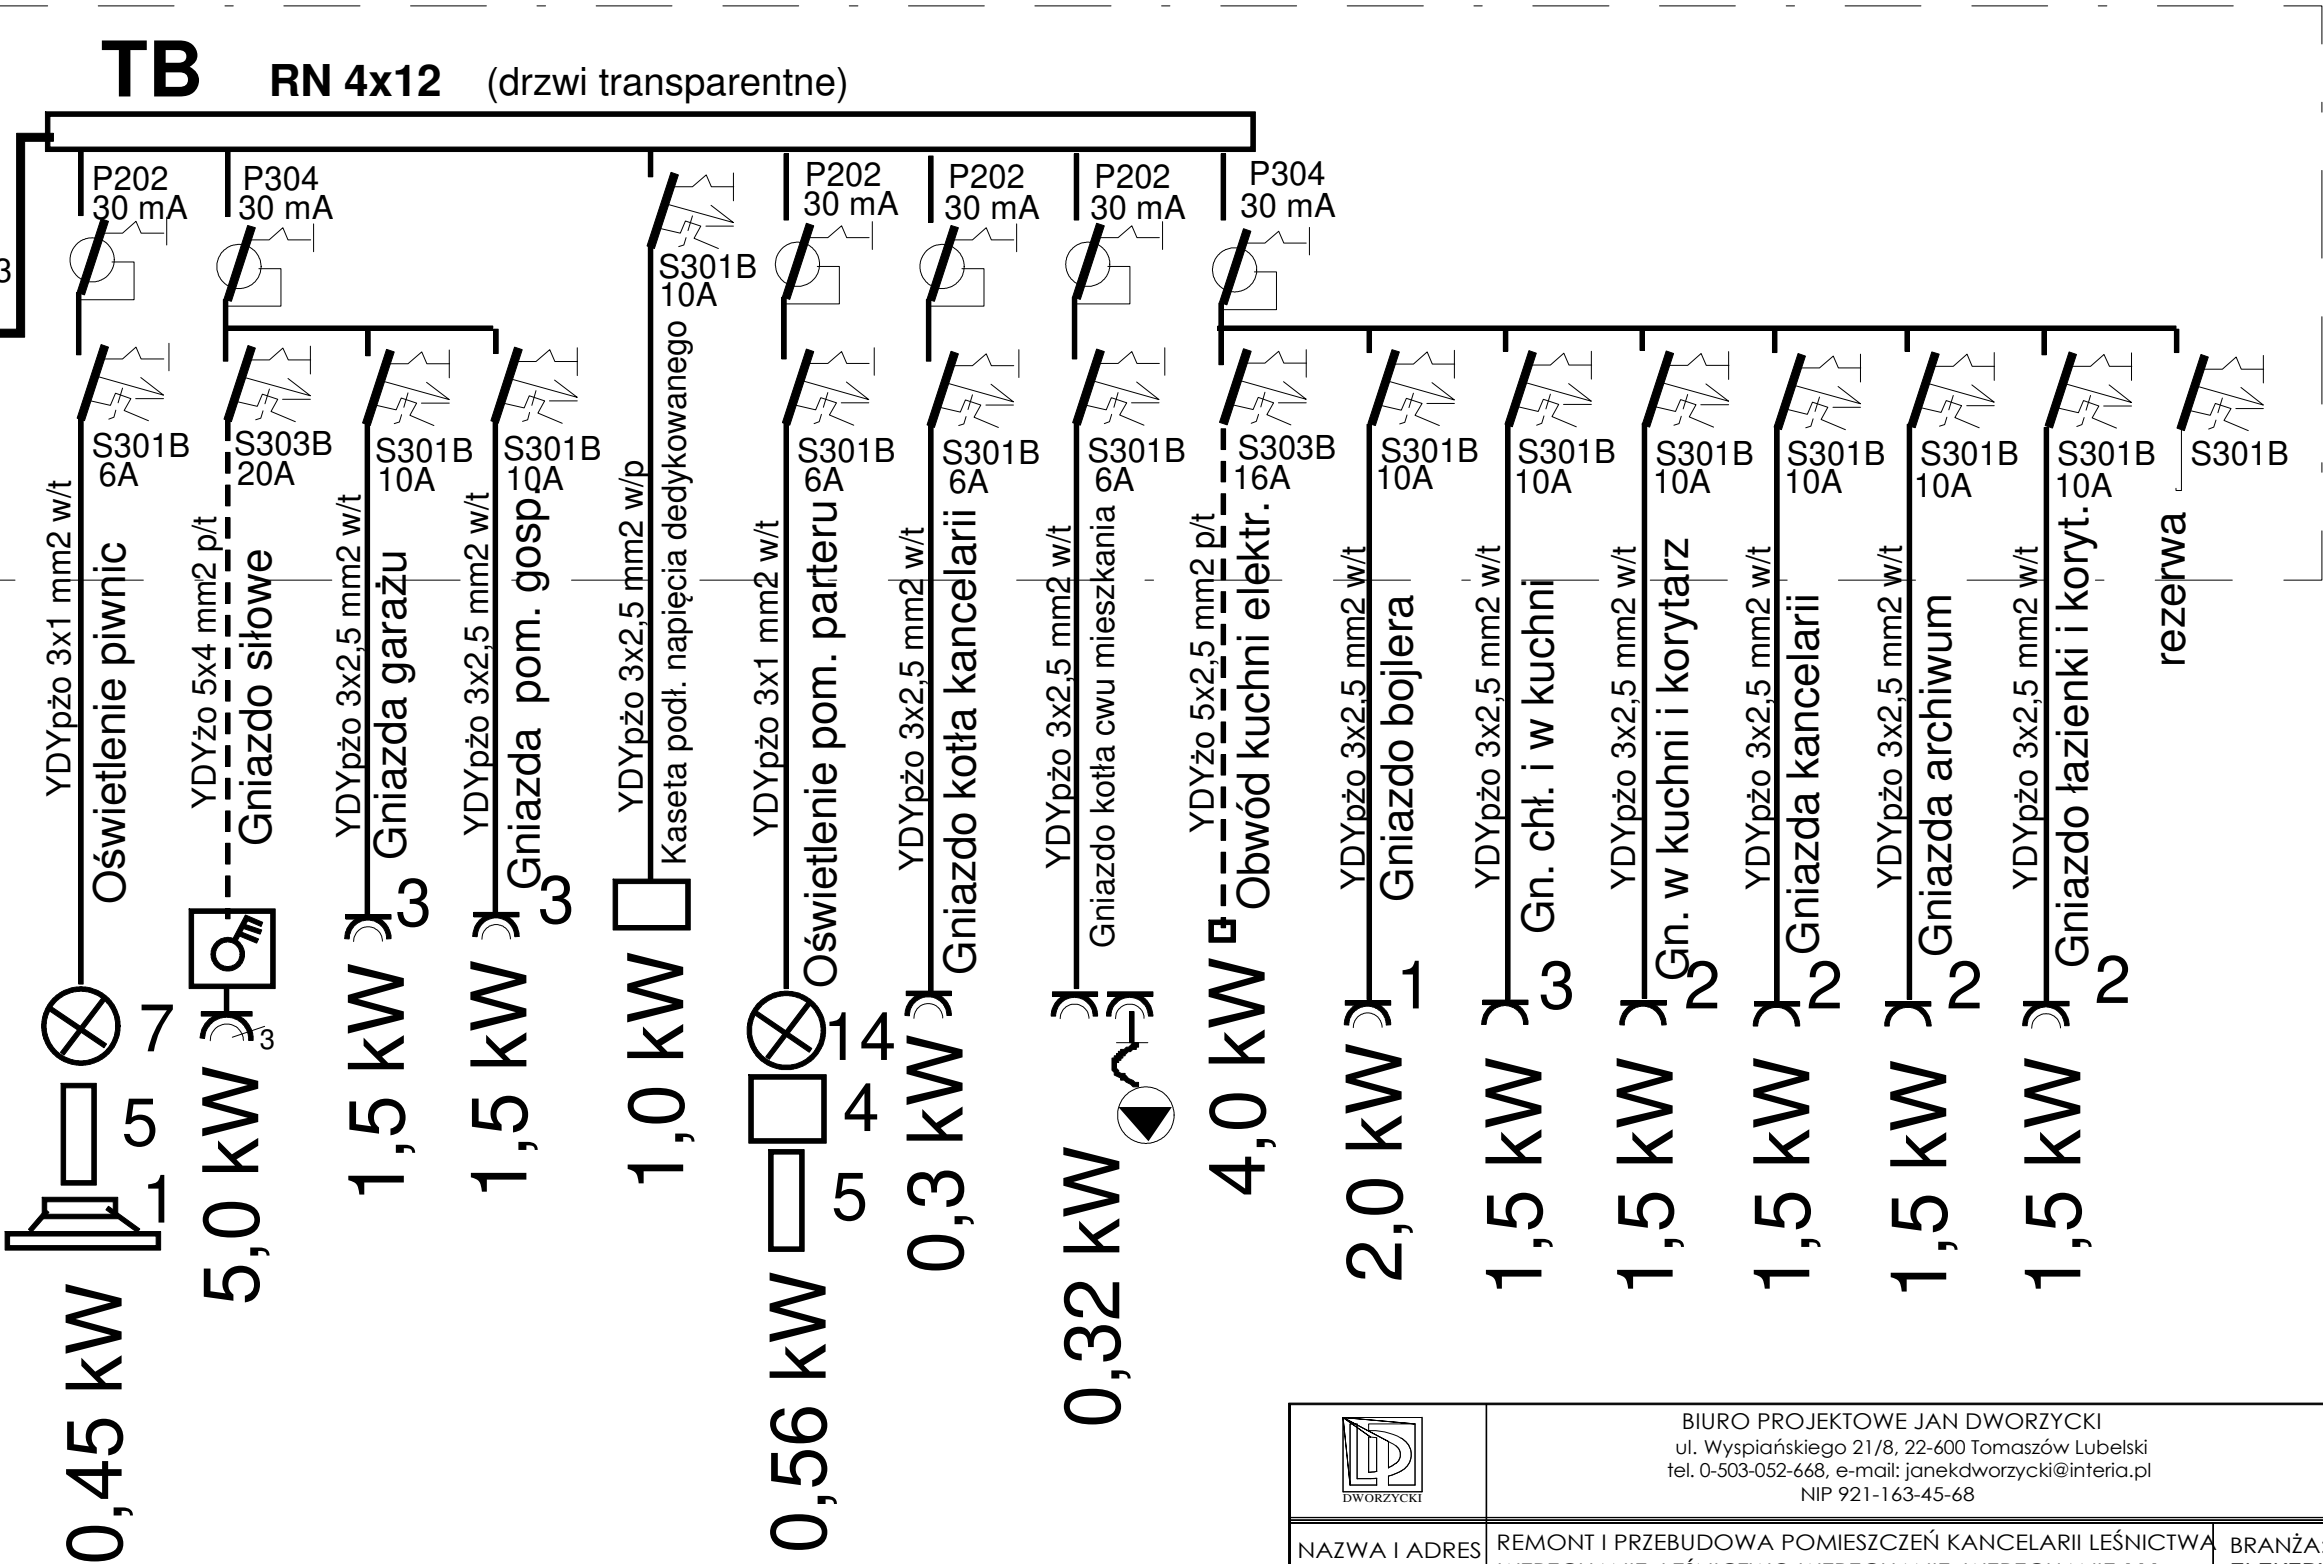 TB RN 4x12 (drzwi transparentne)
P202
30 mA
P304
30 mA
P202
30 mA
P202
30 mA
P202
30 mA
P304
30 mA
3
S301B
10A
S301B
6A
S303B
20A
S301B
10A
S301B
10A
S301B
6A
S301B
6A
S301B
6A
S303B
16A
S301B
10A
S301B
10A
S301B
10A
S301B
10A
S301B
10A
S301B
10A
S301B
YDYpżo 3x1 mm2 w/t
Oświetlenie piwnic
YDYżo 5x4 mm2 p/t
Gniazdo siłowe
YDYpżo 3x2,5 mm2 w/t
Gniazda garażu
YDYpżo 3x2,5 mm2 w/t
Gniazda pom. gosp.
YDYpżo 3x2,5 mm2 w/p
Kaseta podł. napięcia dedykowanego
YDYpżo 3x1 mm2 w/t
Oświetlenie pom. parteru
YDYpżo 3x2,5 mm2 w/t
Gniazdo kotła kancelarii
YDYpżo 3x2,5 mm2 w/t
Gniazdo kotła cwu mieszkania
YDYżo 5x2,5 mm2 p/t
Obwód kuchni elektr.
YDYpżo 3x2,5 mm2 w/t
Gniazdo bojlera
YDYpżo 3x2,5 mm2 w/t
Gn. chł. i w kuchni
YDYpżo 3x2,5 mm2 w/t
Gn. w kuchni i korytarz
YDYpżo 3x2,5 mm2 w/t
Gniazda kancelarii
YDYpżo 3x2,5 mm2 w/t
Gniazda archiwum
YDYpżo 3x2,5 mm2 w/t
Gniazdo łazienki i koryt.
rezerwa
7
5
1
0,45 kW
3
5,0 kW
3
1,5 kW
3
1,5 kW
1,0 kW
14
4
5
0,56 kW
0,3 kW
0,32 kW
4,0 kW
1
2,0 kW
3
1,5 kW
2
1,5 kW
2
1,5 kW
2
1,5 kW
2
1,5 kW
DWORZYCKI
BIURO PROJEKTOWE JAN DWORZYCKI
ul. Wyspiańskiego 21/8, 22-600 Tomaszów Lubelski
tel. 0-503-052-668, e-mail: janekdworzycki@interia.pl
NIP 921-163-45-68
NAZWA I ADRES
REMONT I PRZEBUDOWA POMIESZCZEŃ KANCELARII LEŚNICTWA
BRANŻA